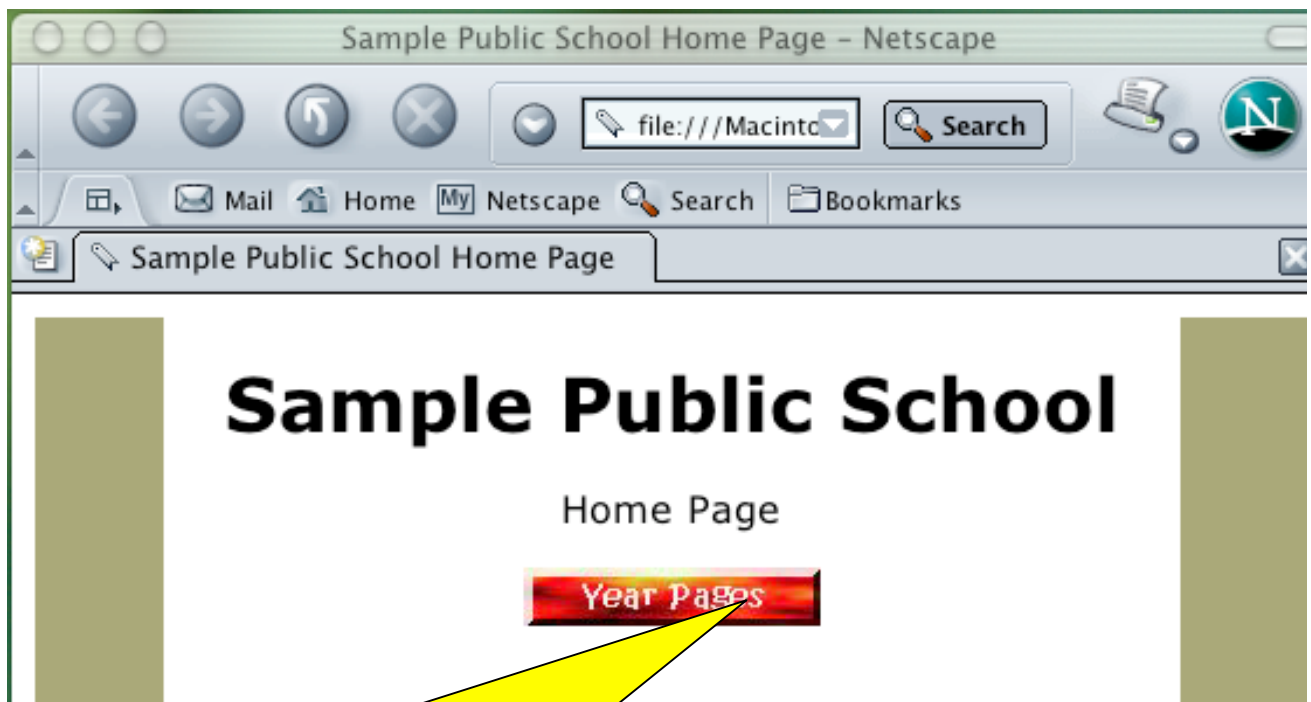 Sample Public School Home Page – Netscape
file:///Macintc Search N
Mail Home My Netscape Search Bookmarks
Sample Public School Home Page
Sample Public School
Home Page
Year Pages